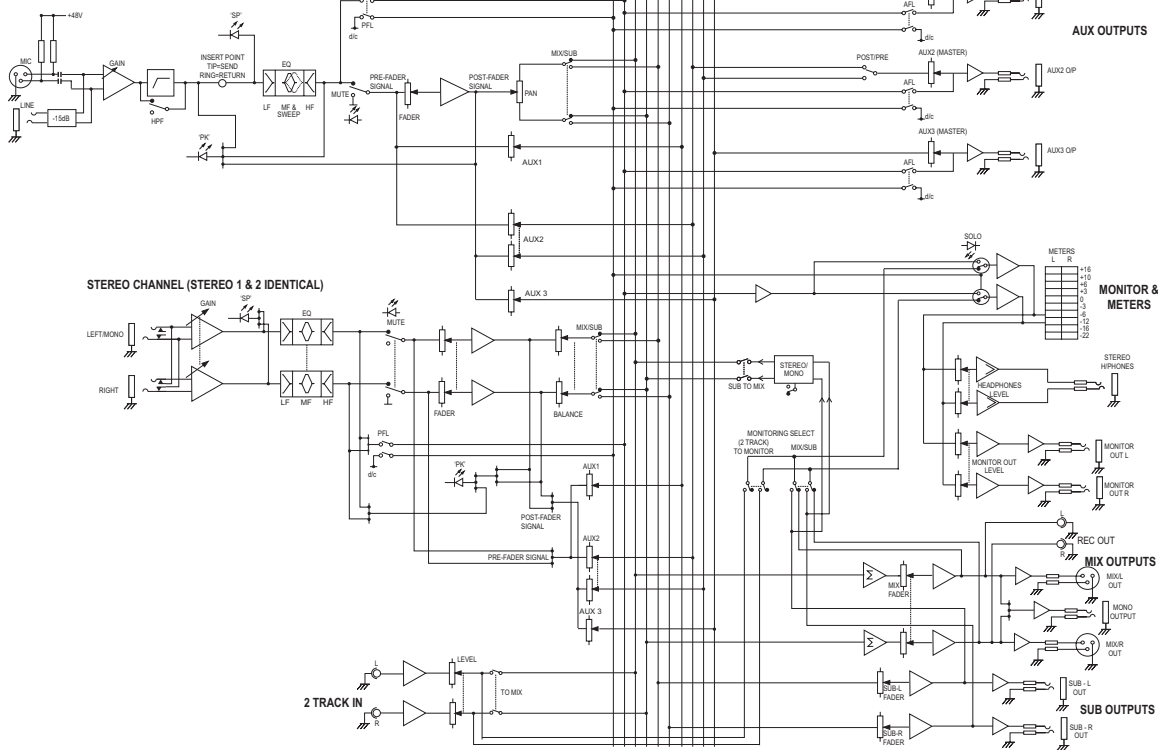 +48V
'SP'
PFL
d/c
MIC
GAIN
INSERT POINT
TIP=SEND
RING=RETURN
EQ
LF MF & SWEEP HF
HPF
LINE
-15dB
'PK'
MUTE
PRE-FADER
SIGNAL
FADER
POST-FADER
SIGNAL
PAN
MIX/SUB
AUX1
AUX2
AUX 3
AFL
d/c
AUX OUTPUTS
AUX2 (MASTER)
POST/PRE
AUX2 O/P
AFL
d/c
AUX3 (MASTER)
AUX3 O/P
AFL
d/c
STEREO CHANNEL (STEREO 1 & 2 IDENTICAL)
GAIN
'SP'
EQ
LEFT/MONO
RIGHT
LF MF HF
MUTE
FADER
MIX/SUB
BALANCE
PFL
d/c
'PK'
POST-FADER
SIGNAL
PRE-FADER SIGNAL
AUX1
AUX2
AUX 3
SOLO
METERS
L R
+16
+10
+6
+3
0
-3
-6
-12
-16
-22
MONITOR &
METERS
STEREO/
MONO
SUB TO MIX
STEREO
H/PHONES
HEADPHONES
LEVEL
MONITORING SELECT
(2 TRACK)
TO MONITOR
MIX/SUB
MONITOR
OUT L
MONITOR OUT
LEVEL
MONITOR
OUT R
L
R
REC OUT
MIX OUTPUTS
Σ
MIX
FADER
MIX/L
OUT
MONO
OUTPUT
Σ
MIX/R
OUT
2 TRACK IN
L
R
LEVEL
TO MIX
SUB-L
FADER
SUB - L
OUT
SUB OUTPUTS
SUB-R
FADER
SUB - R
OUT